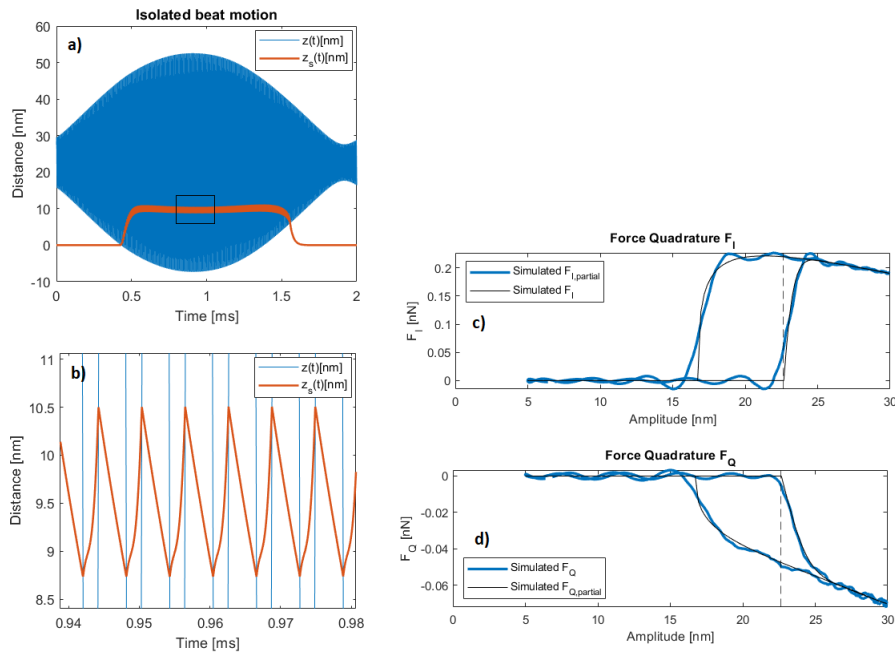 Isolated beat motion
a)
z(t)[nm]
z_s(t)[nm]
60
50
40
30
20
10
0
-10
Distance [nm]
0 0.5 1 1.5 2
Time [ms]
b)
z(t)[nm]
z_s(t)[nm]
11
10.5
10
9.5
9
8.5
Distance [nm]
0.94 0.95 0.96 0.97 0.98
Time [ms]
Force Quadrature F_I
Simulated F_I,partial
Simulated F_I
c)
0.2
0.15
0.1
0.05
0
F_I [nN]
0 5 10 15 20 25 30
Amplitude [nm]
Force Quadrature F_Q
d)
Simulated F_Q
Simulated F_Q,partial
0
-0.02
-0.04
-0.06
F_Q [nN]
0 5 10 15 20 25 30
Amplitude [nm]